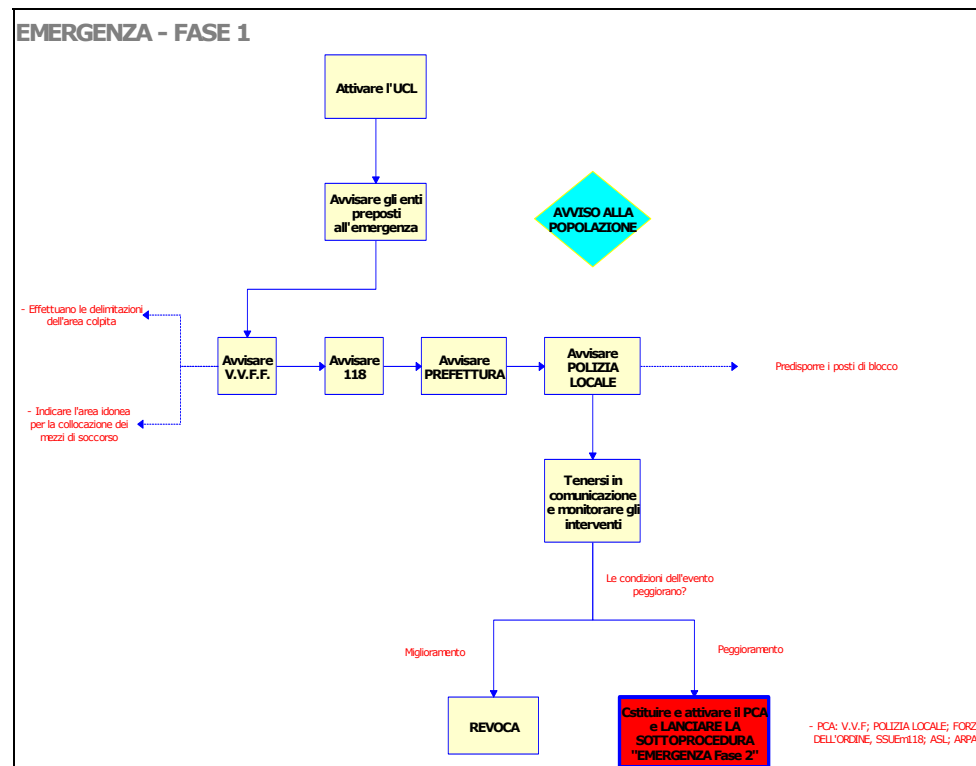 EMERGENZA - FASE 1
Attivare l'UCL
Avvisare gli enti
preposti
all'emergenza
AVVISO ALLA
POPOLAZIONE
- Effettuano le delimitazioni
dell'area colpita
- Indicare l'area idonea
per la collocazione dei
mezzi di soccorso
Avvisare
V.V.F.F.
Avvisare
118
Avvisare
PREFETTURA
Avvisare
POLIZIA
LOCALE
Predisporre i posti di blocco
Tenersi in
comunicazione
e monitorare gli
interventi
Le condizioni dell'evento
peggiorano?
Miglioramento
Peggioramento
REVOCA
Cstituire e attivare il PCA
e LANCIARE LA
SOTTOPROCEDURA
"EMERGENZA Fase 2"
- PCA: V.V.F; POLIZIA LOCALE; FORZ
DELL'ORDINE, SSUEm118; ASL; ARPA